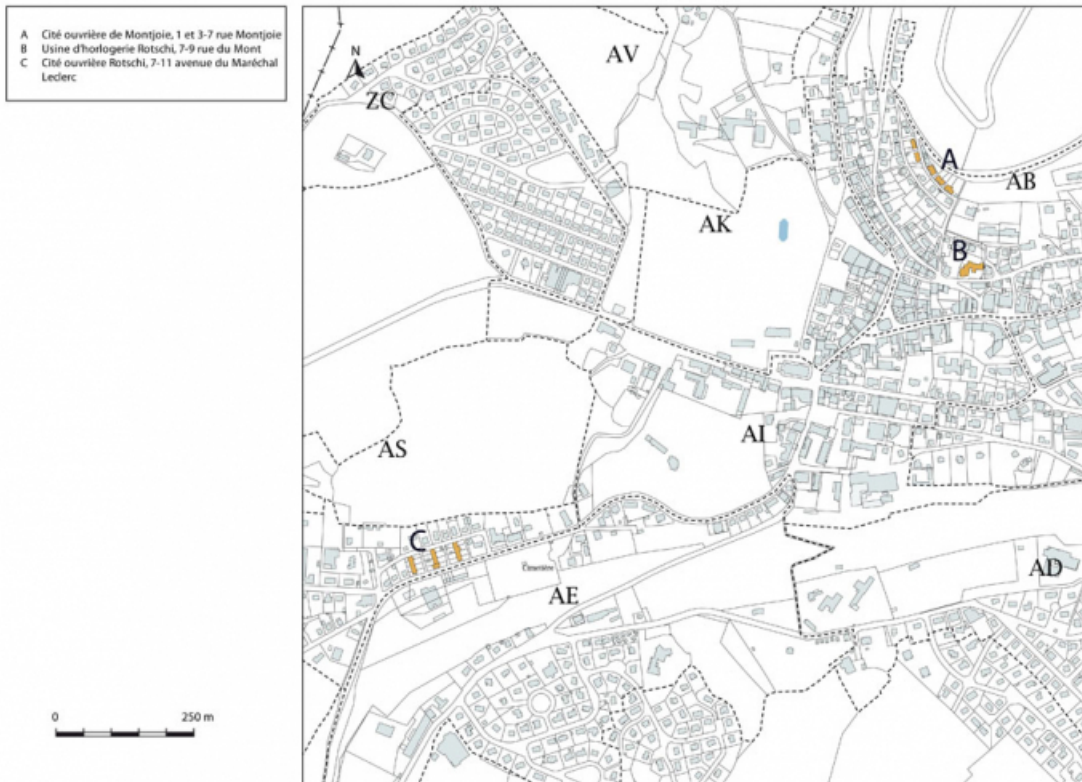 A Cité ouvrière de Montjoie, 1 et 3-7 rue Montjoie
B Usine d'horlogerie Rotschi, 7-9 rue du Mont
C Cité ouvrière Rotschi, 7-11 avenue du Maréchal
Leclerc
N
AV
ZC
A
AB
AK
B
AI
AS
C
Cimetière
AE
AD
0 250 m